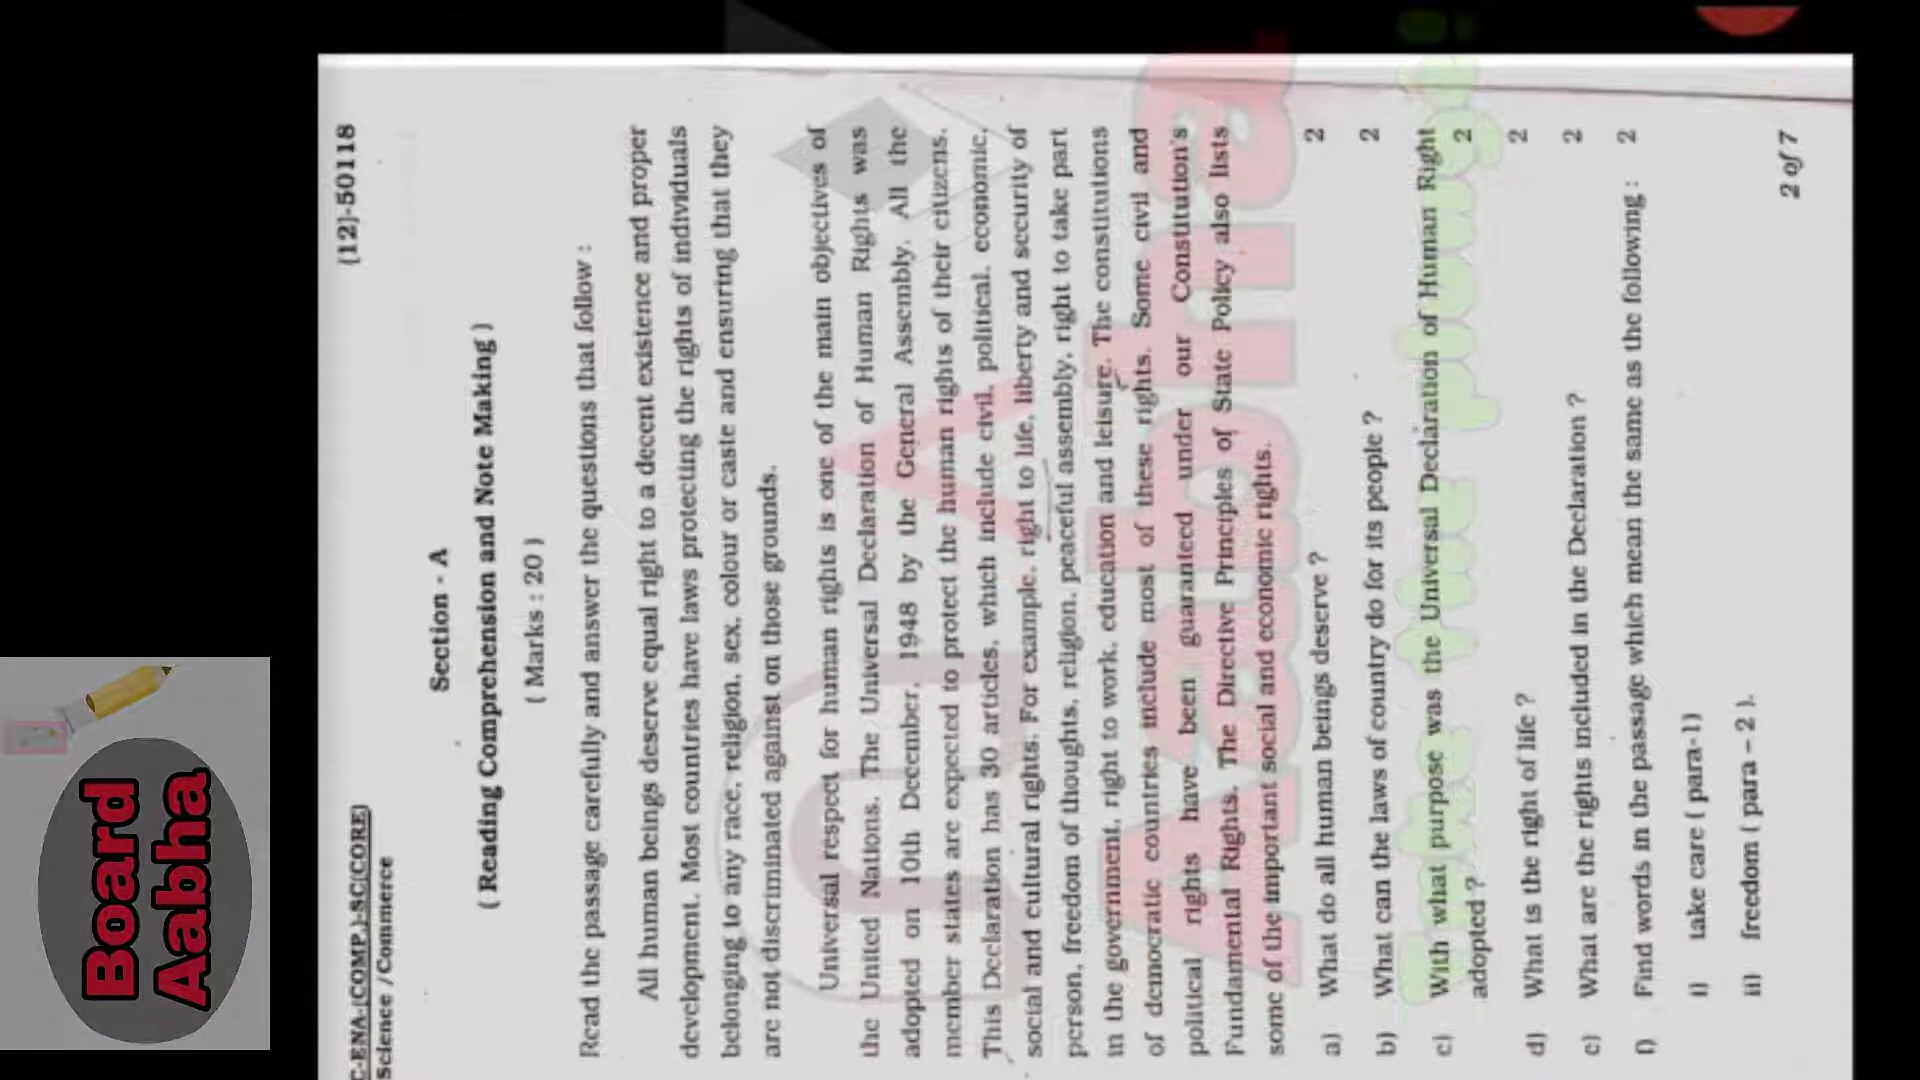 C-ENA-(COMP.)-SC(CORE) (12)-50118
Science /Commerce
Section - A
( Reading Comprehension and Note Making )
( Marks : 20 )
Read the passage carefully and answer the questions that follow :
All human beings deserve equal right to a decent existence and proper
development. Most countries have laws protecting the rights of individuals
belonging to any race, religion, sex, colour or caste and ensuring that they
are not discriminated against on those grounds.
Universal respect for human rights is one of the main objectives of
the United Nations. The Universal Declaration of Human Rights was
adopted on 10th December, 1948 by the General Assembly. All the
member states are expected to protect the human rights of their citizens.
This Declaration has 30 articles, which include civil, political, economic,
social and cultural rights. For example, right to life, liberty and security of
person, freedom of thoughts, religion, peaceful assembly, right to take part
in the government, right to work, education and leisure. The constitutions
of democratic countries include most of these rights. Some civil and
political rights have been guaranteed under our Constitution's
Fundamental Rights. The Directive Principles of State Policy also lists
some of the important social and economic rights.
a) What do all human beings deserve ? 2
b) What can the laws of country do for its people ? 2
c) With what purpose was the Universal Declaration of Human Right
adopted ? 2
d) What is the right of life ? 2
e) What are the rights included in the Declaration ? 2
f) Find words in the passage which mean the same as the following : 2
i) take care ( para-1)
ii) freedom ( para – 2 ).
2 of 7
Board
Aabha
Aabha